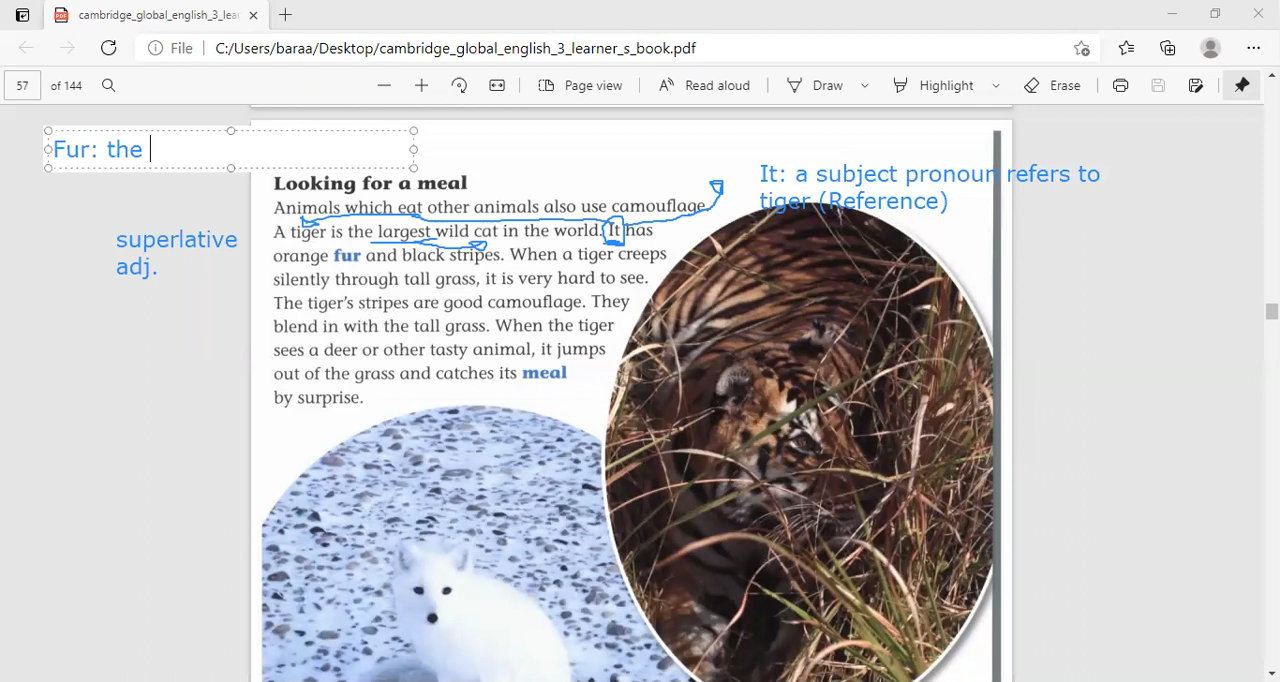 cambridge_global_english_3_lea
File
C:/Users/baraa/Desktop/cambridge_global_english_3_learner_s_book.pdf
57 of 144
Page view
Read aloud
Draw
Highlight
Erase
Fur: the
Looking for a meal
Animals which eat other animals also use camouflage.
A tiger is the largest wild cat in the world. It has
orange fur and black stripes. When a tiger creeps
silently through tall grass, it is very hard to see.
The tiger's stripes are good camouflage. They
blend in with the tall grass. When the tiger
sees a deer or other tasty animal, it jumps
out of the grass and catches its meal
by surprise.
It: a subject pronoun refers to
tiger (Reference)
superlative
adj.